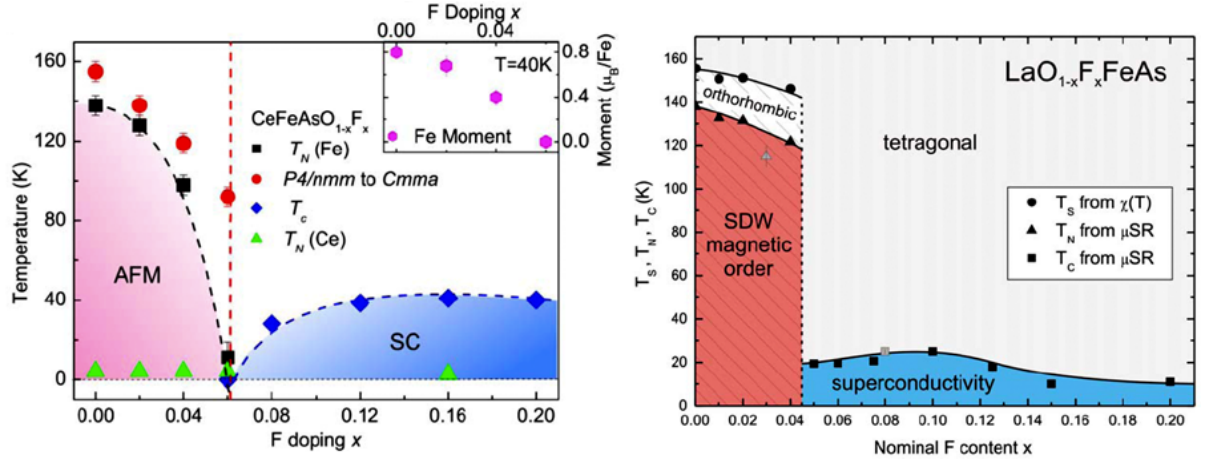 F Doping x
0.00 0.04
0.8
0.4
0.0
Moment (μB/Fe)
T=40K
Fe Moment
160
120
80
40
0
Temperature (K)
CeFeAsO1-xFx
TN (Fe)
P4/nmm to Cmma
Tc
TN (Ce)
AFM
SC
0.00 0.04 0.08 0.12 0.16 0.20
F doping x
160
140
120
100
80
60
40
20
0
TS, TN, TC (K)
LaO1-xFxFeAs
orthorhombic
tetragonal
SDW
magnetic
order
TS from χ(T)
TN from μSR
TC from μSR
superconductivity
0.00 0.02 0.04 0.06 0.08 0.10 0.12 0.14 0.16 0.18 0.20
Nominal F content x